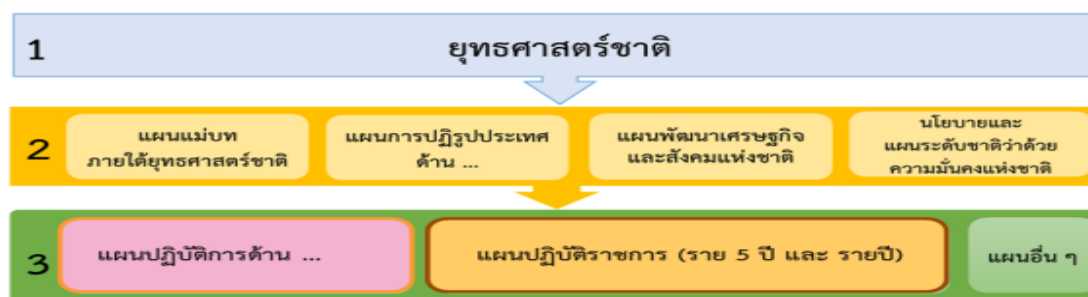 1
ยุทธศาสตร์ชาติ
2
แผนแม่บท
ภายใต้ยุทธศาสตร์ชาติ
แผนการปฏิรูปประเทศ
ด้าน ...
แผนพัฒนาเศรษฐกิจ
และสังคมแห่งชาติ
นโยบายและ
แผนระดับชาติว่าด้วย
ความมั่นคงแห่งชาติ
3
แผนปฏิบัติการด้าน ...
แผนปฏิบัติราชการ (ราย 5 ปี และ รายปี)
แผนอื่น ๆ